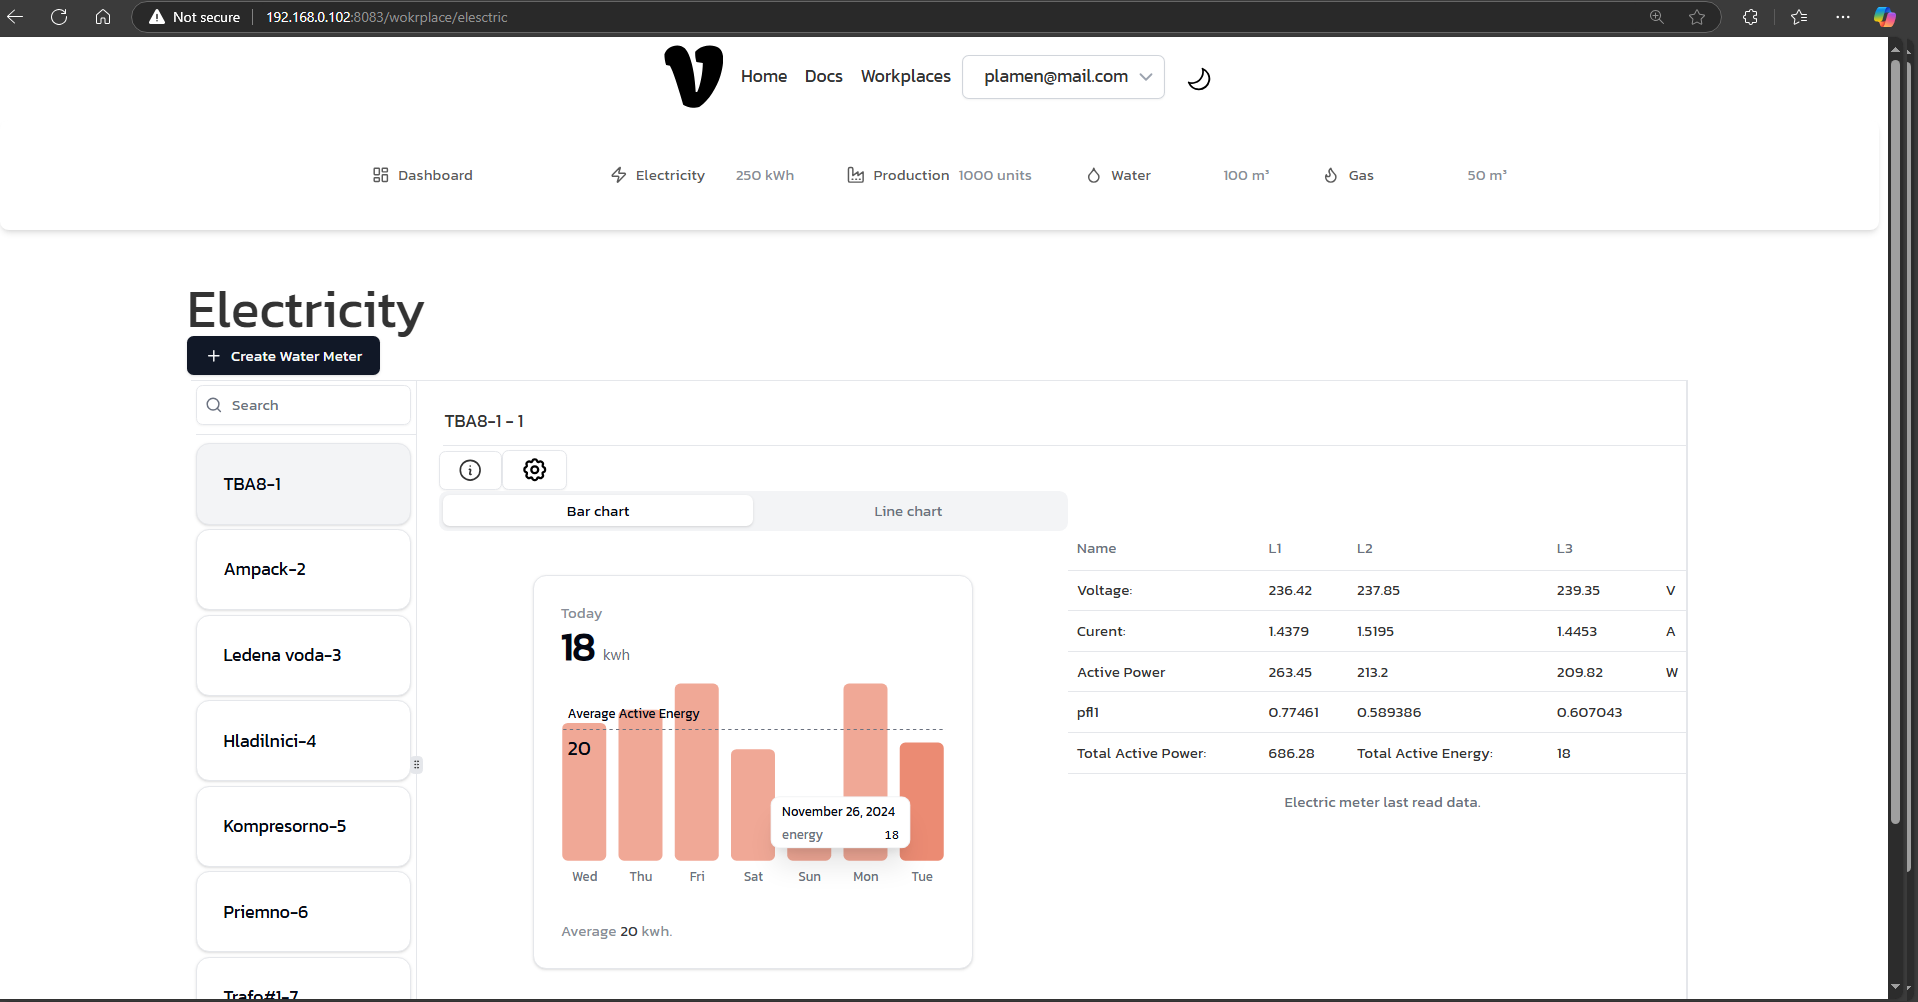 Not secure 192.168.0.102:8083/wokrplace/elesctric
V Home Docs Workplaces plamen@mail.com
Dashboard Electricity 250 kWh Production 1000 units Water 100 m³ Gas 50 m³
Electricity
+ Create Water Meter
Search
TBA8-1
Ampack-2
Ledena voda-3
Hladilnici-4
Kompresorno-5
Priemno-6
Trafo#1-7
TBA8-1 - 1
Bar chart Line chart
Today
18 kwh
Average Active Energy
20
November 26, 2024
energy 18
Wed Thu Fri Sat Sun Mon Tue
Average 20 kwh.
Name L1 L2 L3
Voltage: 236.42 237.85 239.35 V
Curent: 1.4379 1.5195 1.4453 A
Active Power 263.45 213.2 209.82 W
pfl1 0.77461 0.589386 0.607043
Total Active Power: 686.28 Total Active Energy: 18
Electric meter last read data.